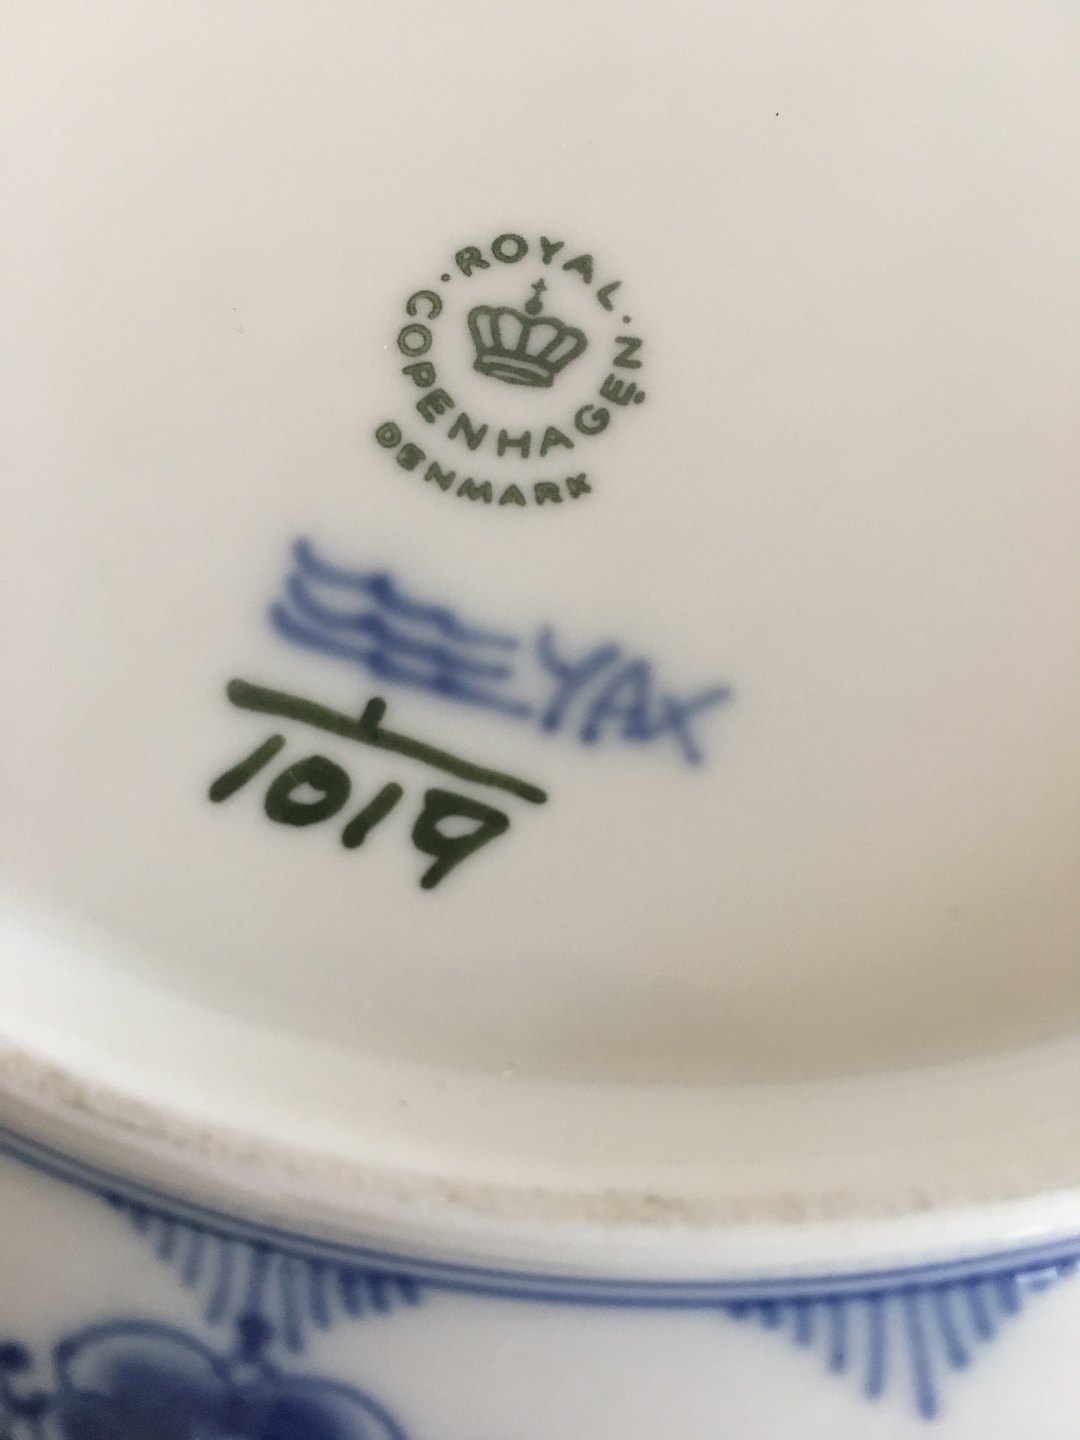 ROYAL
COPENHAGEN
DENMARK
YAX
1
1019